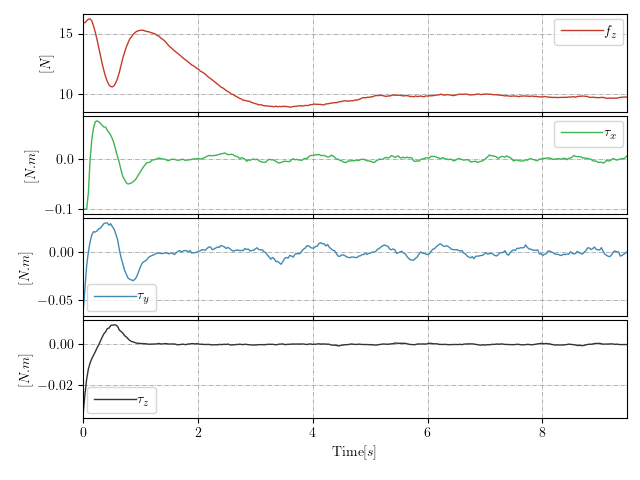 15
10
[N]
f_z
0.0
−0.1
[N.m]
τ_x
0.00
−0.05
[N.m]
τ_y
0.00
−0.02
[N.m]
τ_z
0 2 4 6 8
Time[s]